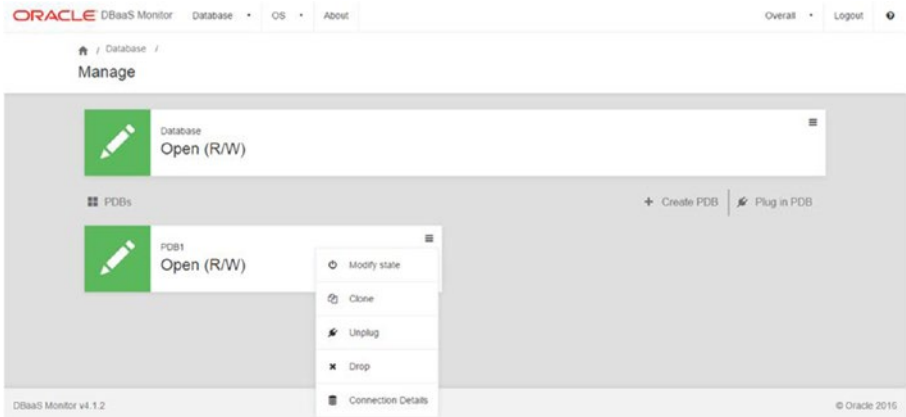 ORACLE DBaaS Monitor Database OS About Overall Logout
/ Database /
Manage
Database
Open (R/W)
PDBs Create PDB Plug in PDB
PDB1
Open (R/W)
Modify state
Clone
Unplug
Drop
Connection Details
DBaaS Monitor v4.1.2 © Oracle 2016